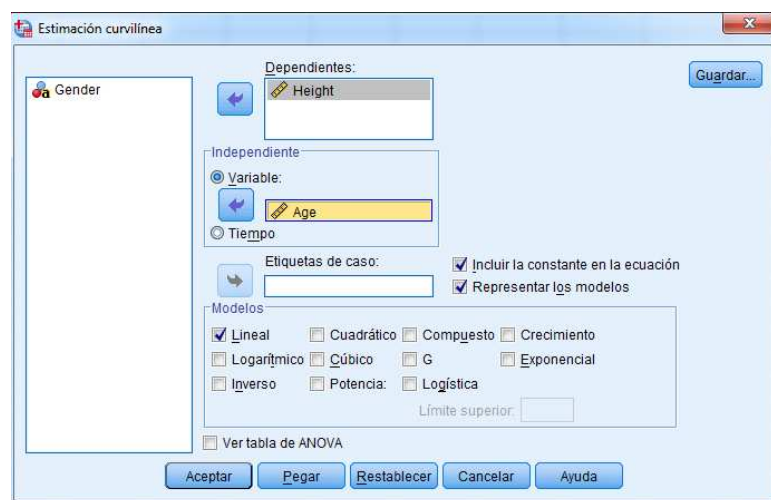 Estimación curvilínea
Gender
Dependientes:
Height
Guardar...
Independiente
Variable:
Age
Tiempo
Etiquetas de caso:
Incluir la constante en la ecuación
Representar los modelos
Modelos
Lineal Cuadrático Compuesto Crecimiento
Logarítmico Cúbico G Exponencial
Inverso Potencia: Logística
Límite superior:
Ver tabla de ANOVA
Aceptar Pegar Restablecer Cancelar Ayuda